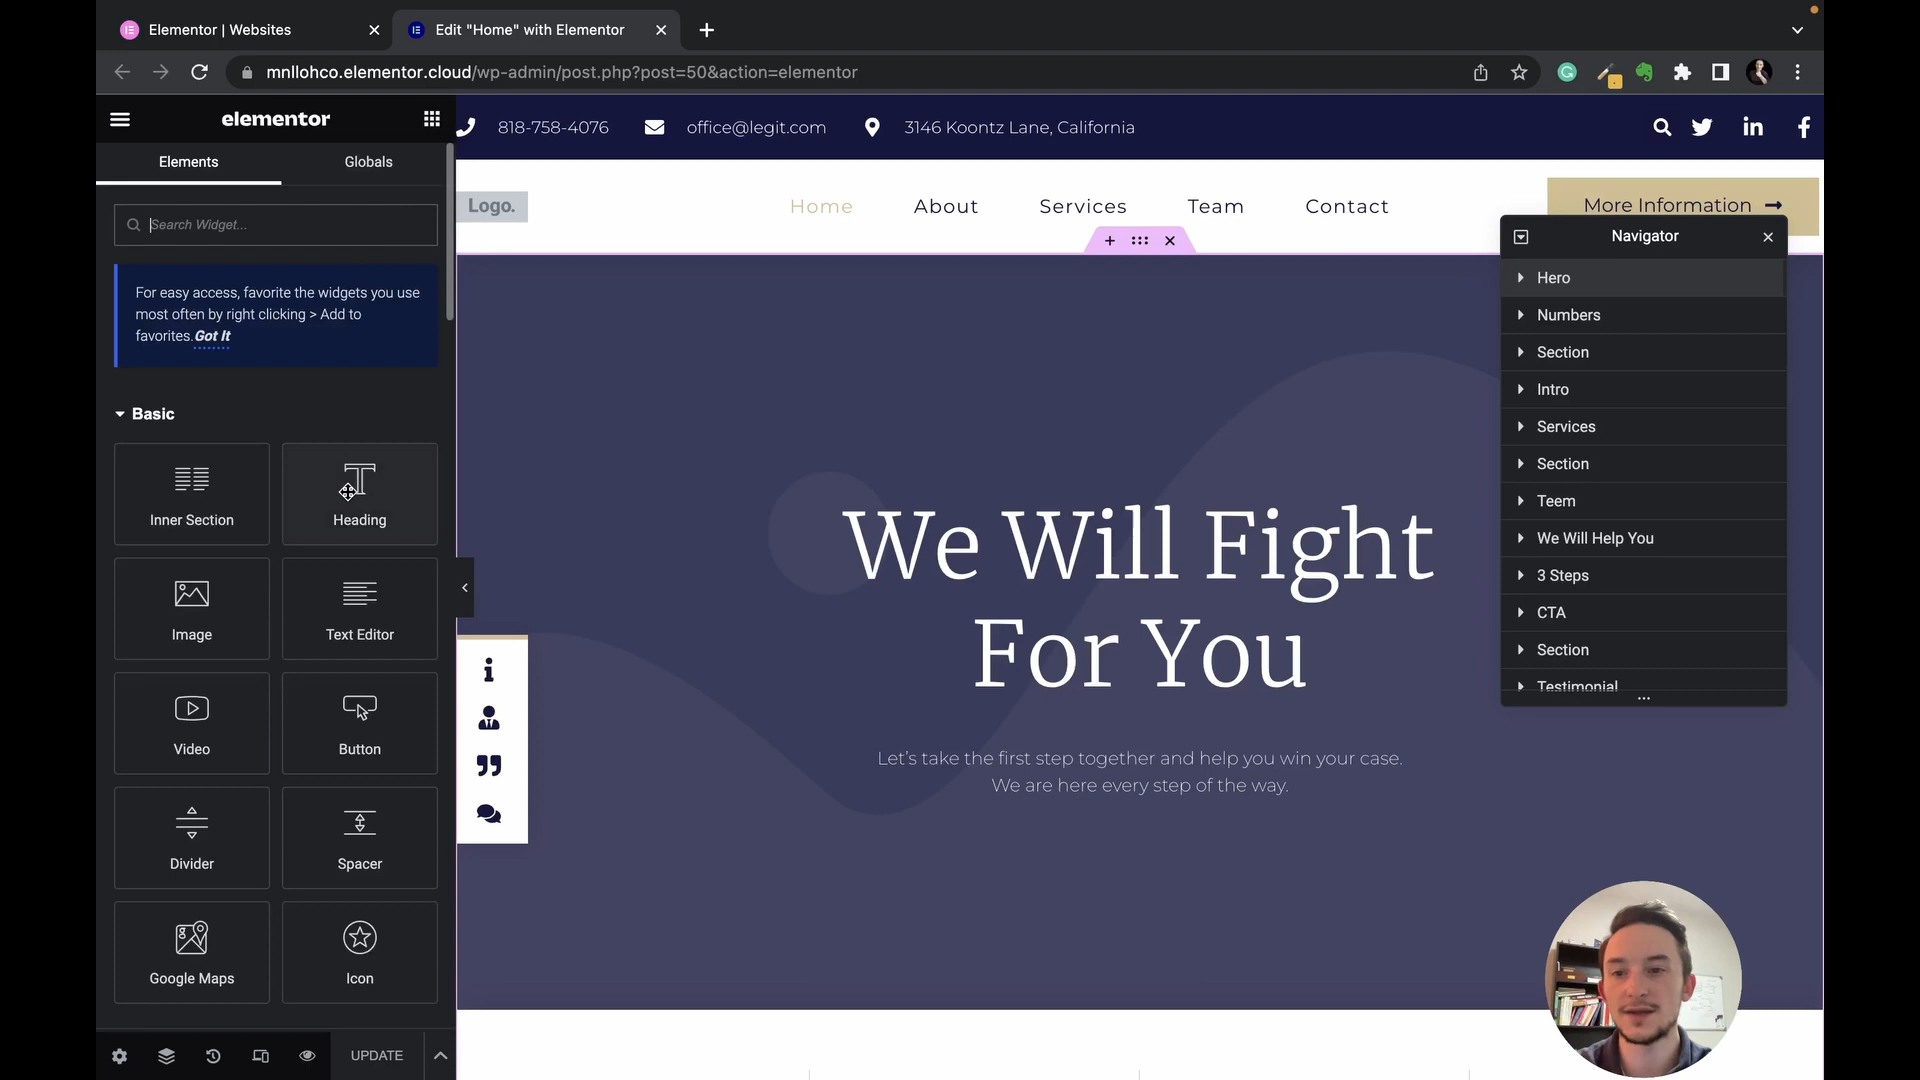 Elementor | Websites
Edit "Home" with Elementor
mnllohco.elementor.cloud/wp-admin/post.php?post=50&action=elementor
elementor
Elements
Globals
Search Widget...
For easy access, favorite the widgets you use
most often by right clicking > Add to
favorites. Got It
Basic
Inner Section
Heading
Image
Text Editor
Video
Button
Divider
Spacer
Google Maps
Icon
UPDATE
818-758-4076
office@legit.com
3146 Koontz Lane, California
Logo.
Home
About
Services
Team
Contact
More Information
We Will Fight
For You
Let's take the first step together and help you win your case.
We are here every step of the way.
Navigator
Hero
Numbers
Section
Intro
Services
Section
Teem
We Will Help You
3 Steps
CTA
Section
Testimonial